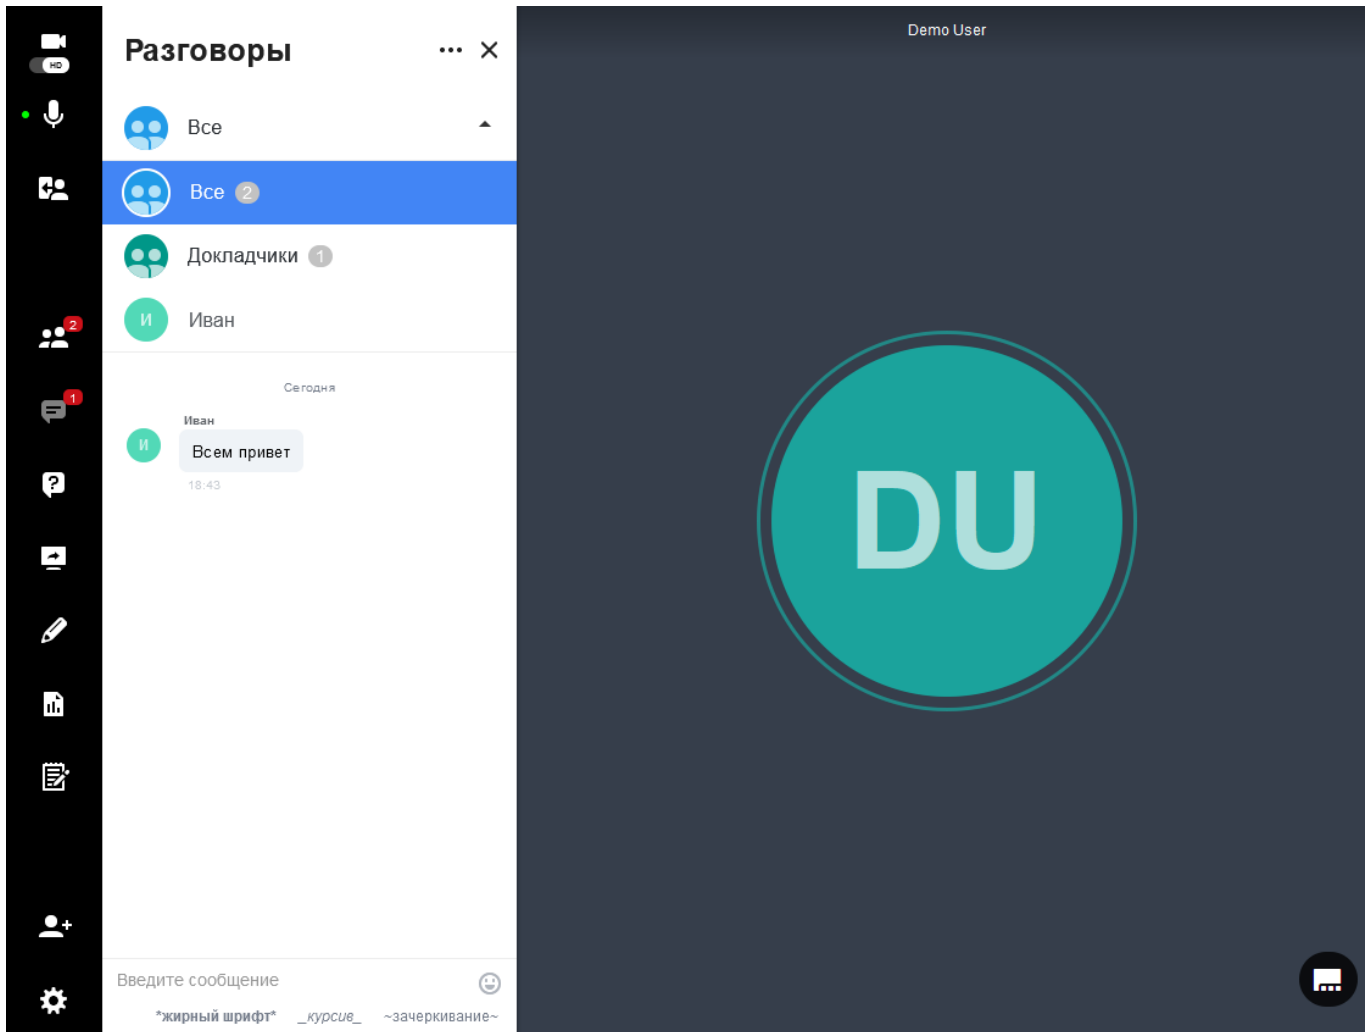 Demo User
HD
Разговоры
Все
Все 2
Докладчики 1
И Иван
2
1
?
Сегодня
Иван
И Всем привет
18:43
DU
Введите сообщение
*жирный шрифт* _курсив_ ~зачеркивание~